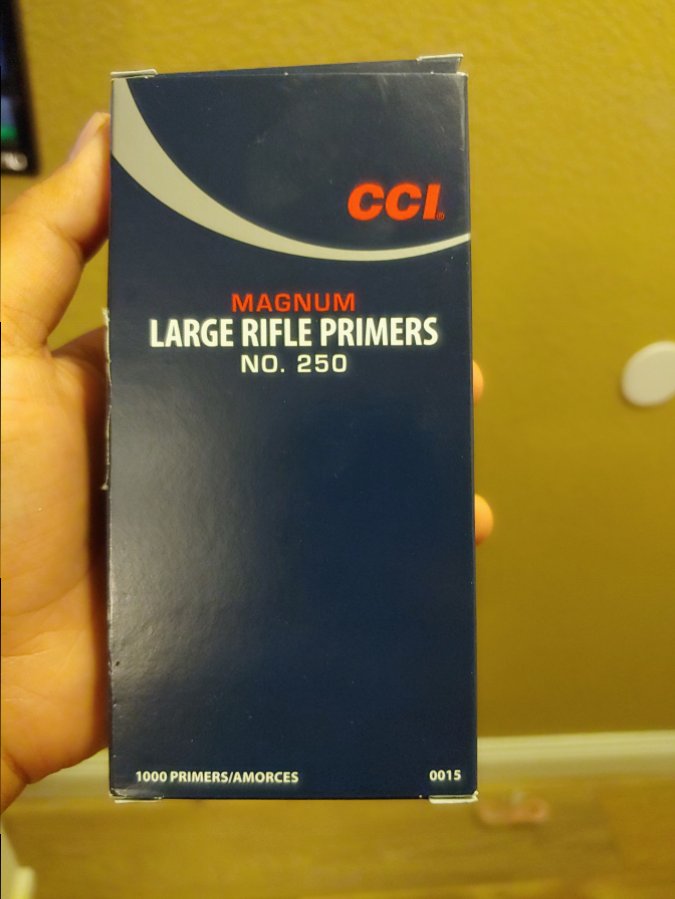 CCI®
MAGNUM
LARGE RIFLE PRIMERS
NO. 250
1000 PRIMERS/AMORCES 0015